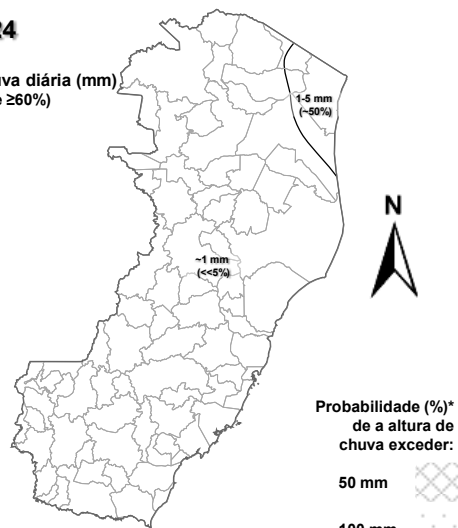 24
uva diária (mm)
e ≥60%)
1-5 mm
(~50%)
~1 mm
(<<5%)
N
Probabilidade (%)*
de a altura de
chuva exceder:
50 mm
100 mm